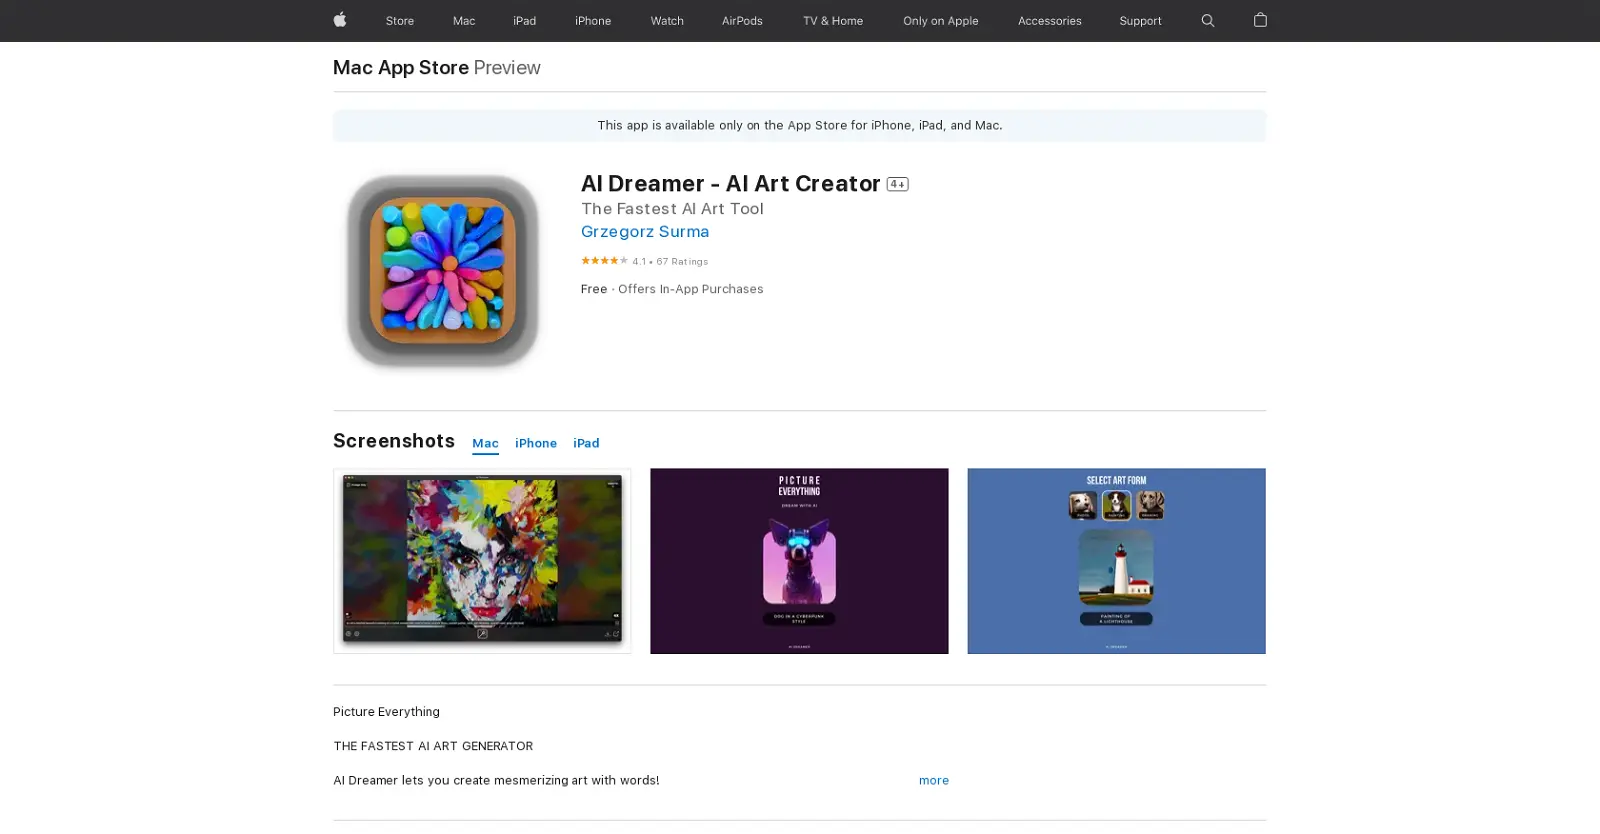 Store Mac iPad iPhone Watch AirPods TV & Home Only on Apple Accessories Support
Mac App Store Preview
This app is available only on the App Store for iPhone, iPad, and Mac.
AI Dreamer - AI Art Creator 4+
The Fastest AI Art Tool
Grzegorz Surma
4.1 • 67 Ratings
Free · Offers In-App Purchases
Screenshots Mac iPhone iPad
PICTURE
EVERYTHING
DREAM WITH AI
DOG IN A CYBERPUNK
STYLE
AI DREAMER
SELECT ART FORM
PAINTING OF
A LIGHTHOUSE
AI DREAMER
Picture Everything
THE FASTEST AI ART GENERATOR
AI Dreamer lets you create mesmerizing art with words!
more